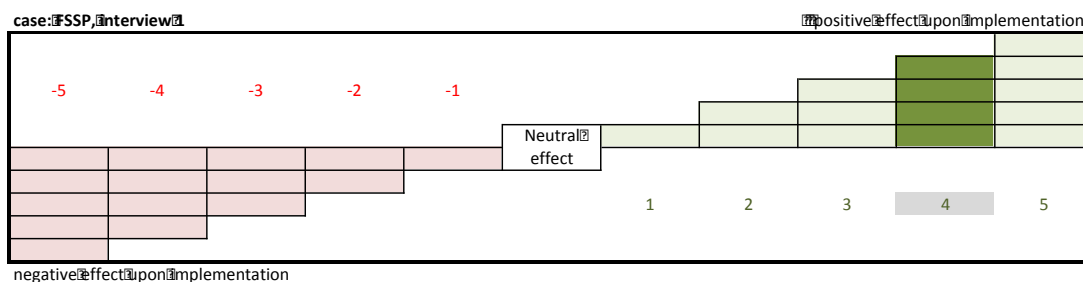 case: FSSP, interview 1
positive effect upon implementation
-5 -4 -3 -2 -1
Neutral
effect
1 2 3 4 5
negative effect upon implementation